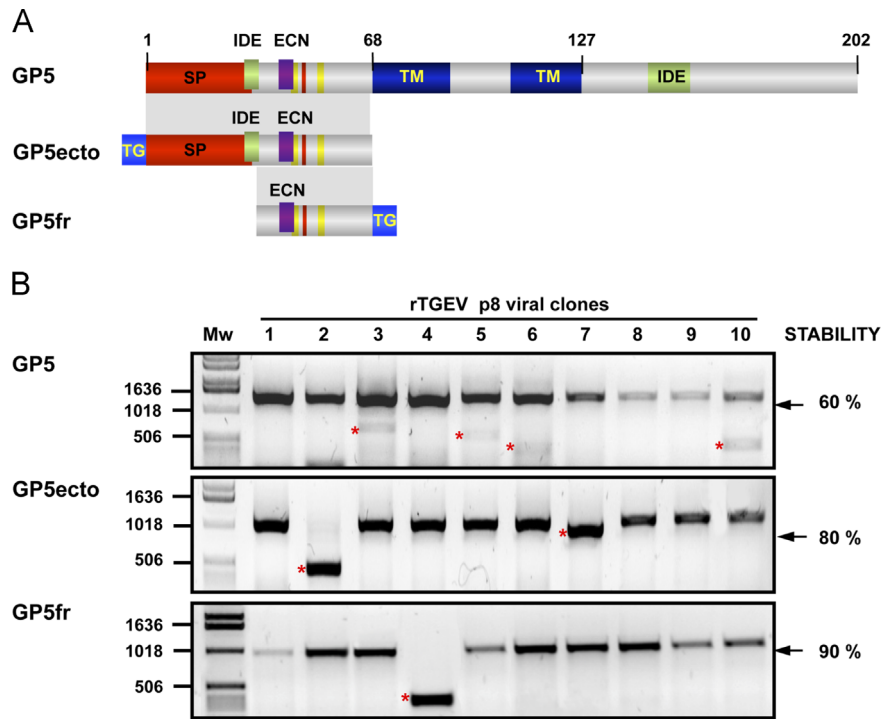 A
1 IDE ECN 68 127 202
GP5 SP TM TM IDE
IDE ECN
GP5ecto TG SP
ECN
GP5fr TG
B
rTGEV p8 viral clones
Mw 1 2 3 4 5 6 7 8 9 10 STABILITY
GP5
1636
1018
506
* * * *
60 %
GP5ecto
1636
1018
506
* *
80 %
GP5fr
1636
1018
506
*
90 %